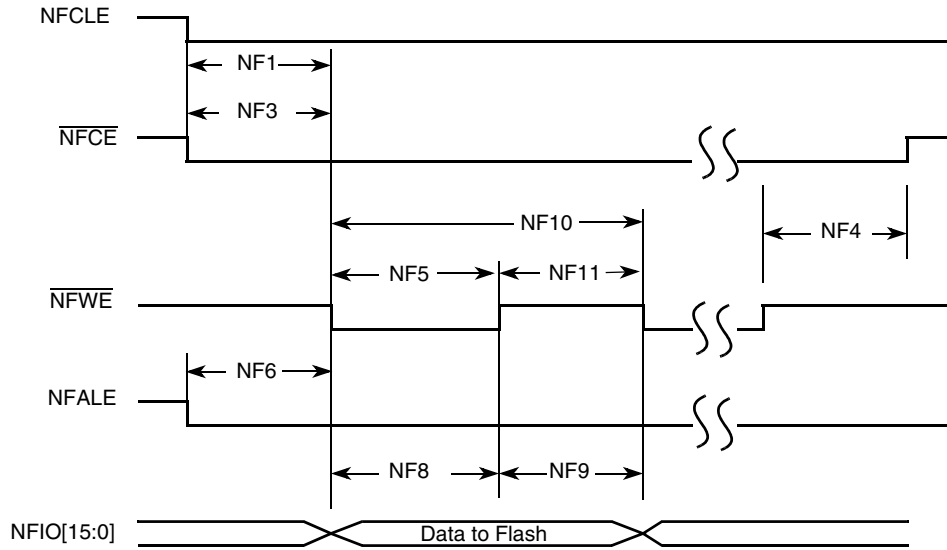 NFCLE
NF1
NF3
NFCE
NF10
NF4
NF5
NF11
NFWE
NF6
NFALE
NF8
NF9
NFIO[15:0]
Data to Flash